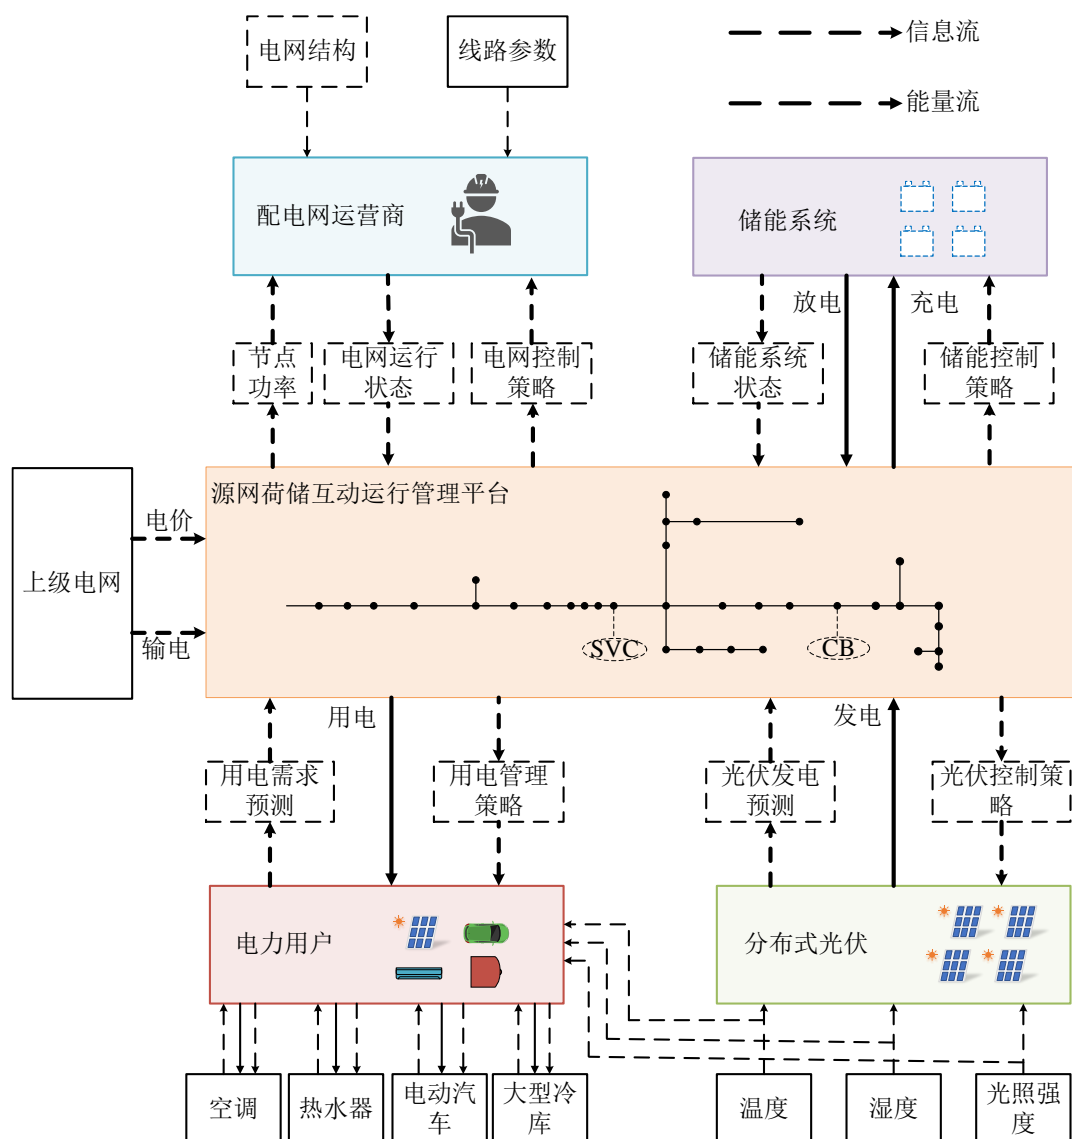 电网结构
线路参数
信息流
能量流
配电网运营商
储能系统
放电
充电
节点
功率
电网运行
状态
电网控制
策略
储能系统
状态
储能控制
策略
源网荷储互动运行管理平台
电价
上级电网
输电
SVC
CB
用电
发电
用电需求
预测
用电管理
策略
光伏发电
预测
光伏控制策
略
电力用户
分布式光伏
空调
热水器
电动汽
车
大型冷
库
温度
湿度
光照强
度